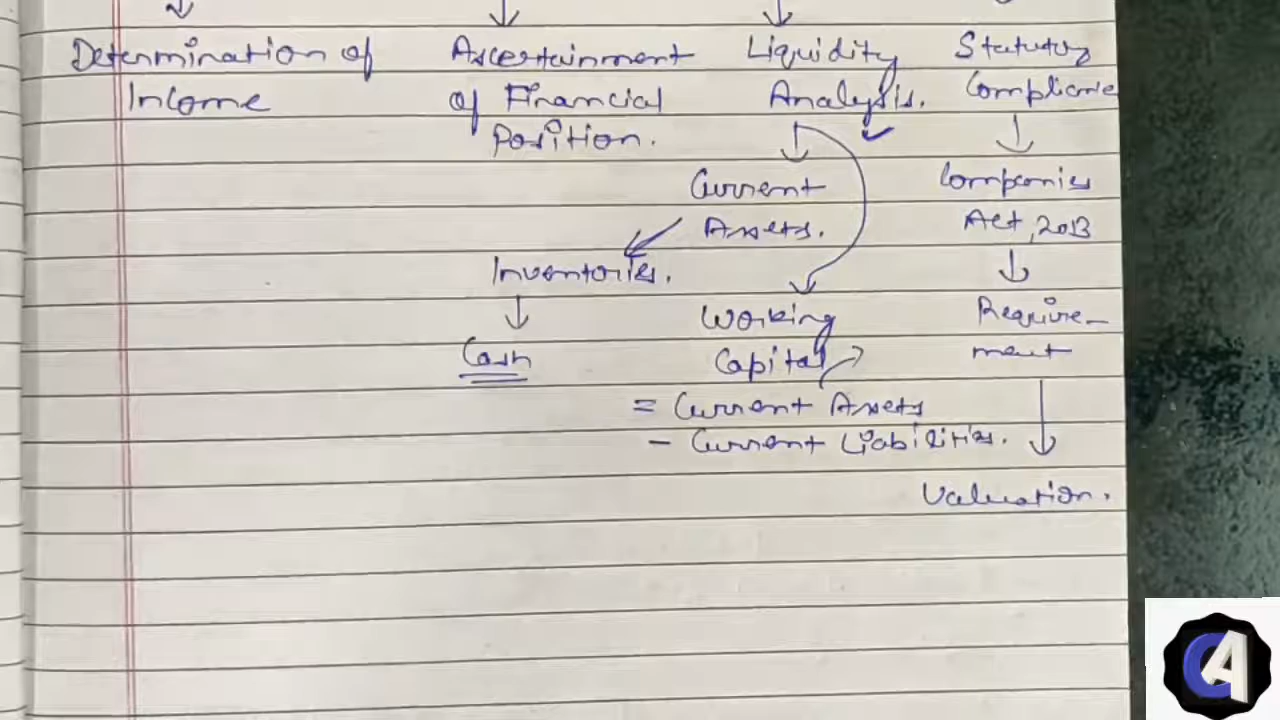 Determination of
Income
Ascertainment
of Financial
Position.
Liquidity
Analysis.
Current
Assets.
Inventories.
Cash
Working
Capital
= Current Assets
- Current Liabilities.
Statutory
Compliance
Companies
Act, 2013
Require-
ment
Valuation.
CA